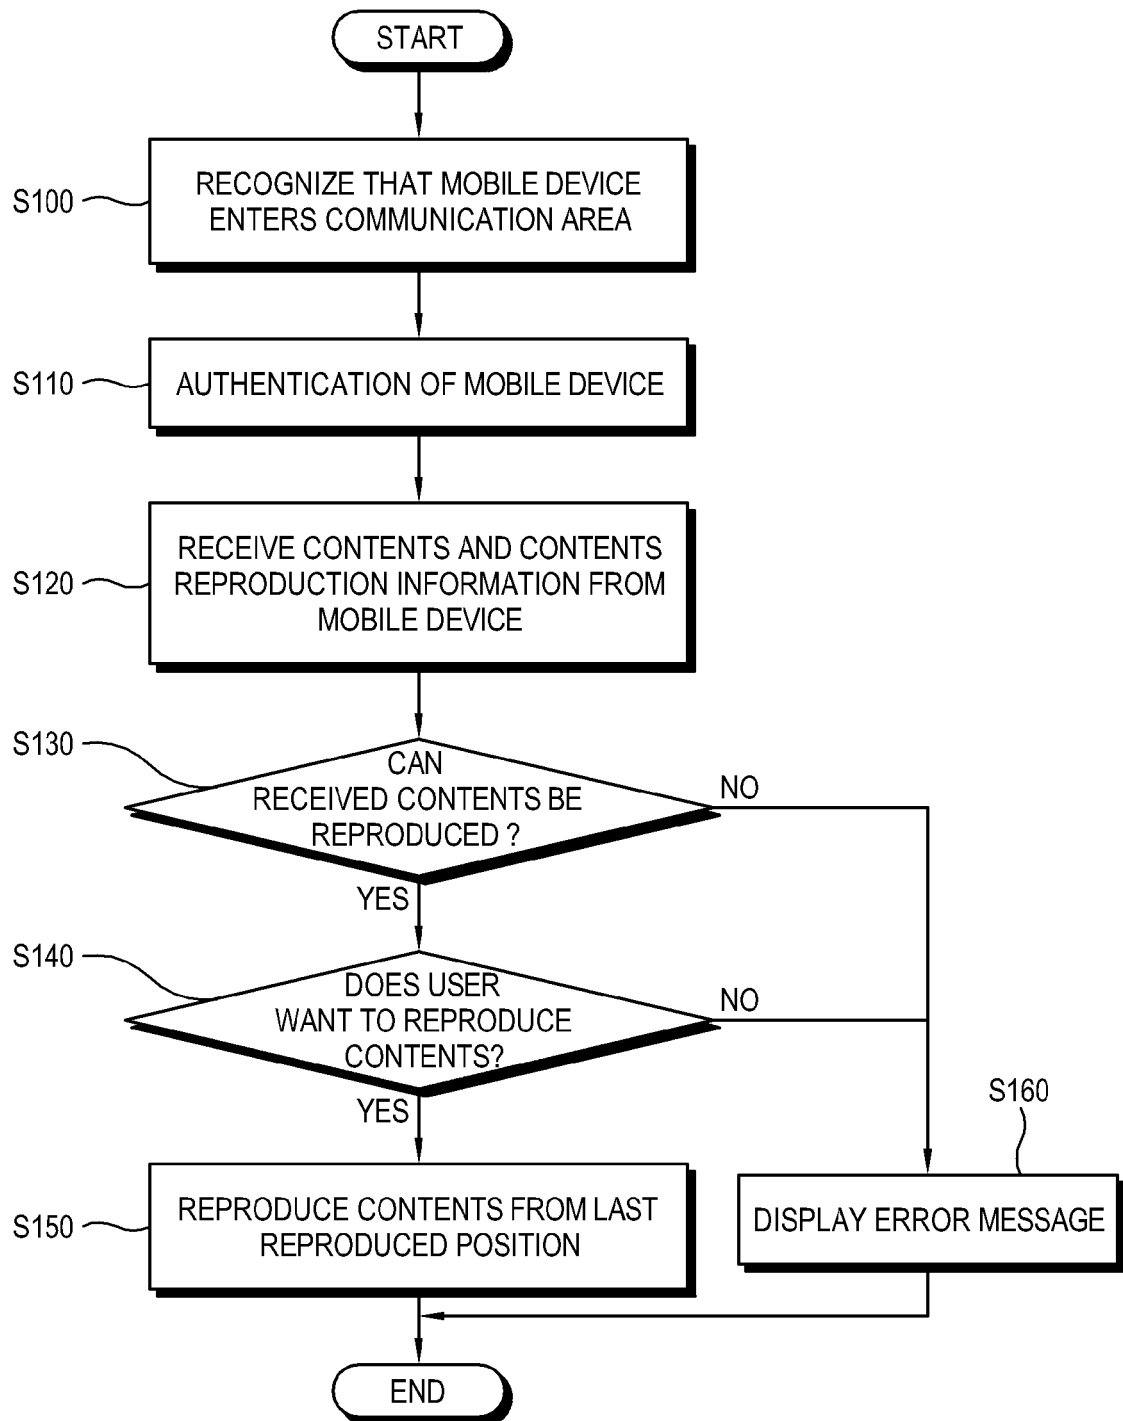 START
S100
RECOGNIZE THAT MOBILE DEVICE
ENTERS COMMUNICATION AREA
S110
AUTHENTICATION OF MOBILE DEVICE
S120
RECEIVE CONTENTS AND CONTENTS
REPRODUCTION INFORMATION FROM
MOBILE DEVICE
S130
CAN
RECEIVED CONTENTS BE
REPRODUCED ?
NO
YES
S140
DOES USER
WANT TO REPRODUCE
CONTENTS?
NO
YES
S150
REPRODUCE CONTENTS FROM LAST
REPRODUCED POSITION
S160
DISPLAY ERROR MESSAGE
END